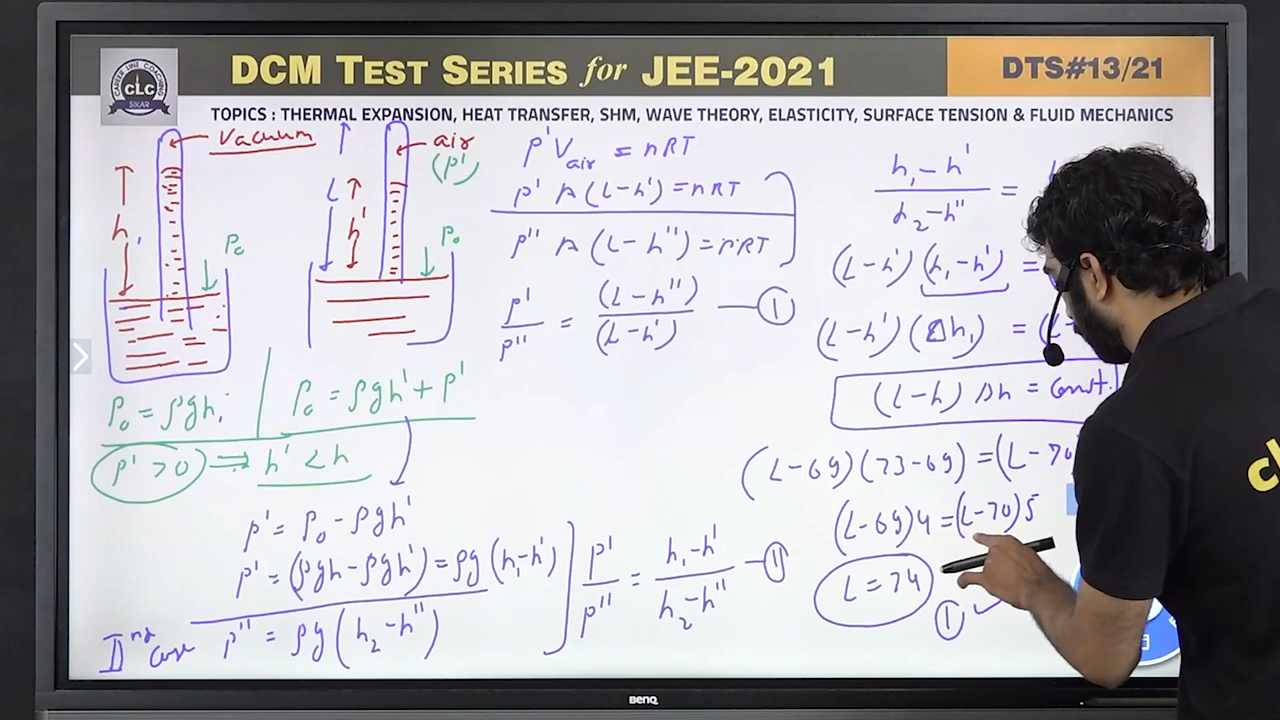 DCM TEST SERIES for JEE-2021
DTS#13/21
CAREER LINE COACHING
CLC
SIKAR
TOPICS : THERMAL EXPANSION, HEAT TRANSFER, SHM, WAVE THEORY, ELASTICITY, SURFACE TENSION & FLUID MECHANICS
Vacuum
h₁
P₀
air
(P')
L
h'
P₀
P₀ = ρgh₁
P₀ = ρgh' + P'
P' > 0 ⇒ h' < h
P' = P₀ - ρgh'
P' = (ρgh - ρgh') = ρg (h₁-h')
IInd case P'' = ρg (h₂-h'')
P'/P'' = (h₁-h')/(h₂-h'') — II
P' V air = nRT
P' A (L-h') = nRT
P'' A (L-h'') = nRT
P'/P'' = (L-h'')/(L-h') — I
(h₁-h')/(h₂-h'') =
(L-h') (h₁-h') =
(L-h') (Δh₁) = (L-
(L-h) Δh = Const.
(L-69)(73-69) = (L-70
(L-69)4 = (L-70)5
L = 74
1 ✓
BenQ